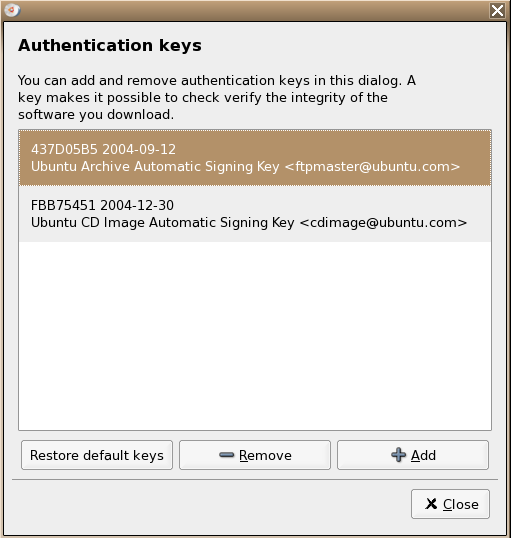 Authentication keys
You can add and remove authentication keys in this dialog. A
key makes it possible to check verify the integrity of the
software you download.
437D05B5 2004-09-12
Ubuntu Archive Automatic Signing Key <ftpmaster@ubuntu.com>
FBB75451 2004-12-30
Ubuntu CD Image Automatic Signing Key <cdimage@ubuntu.com>
Restore default keys
Remove
Add
Close